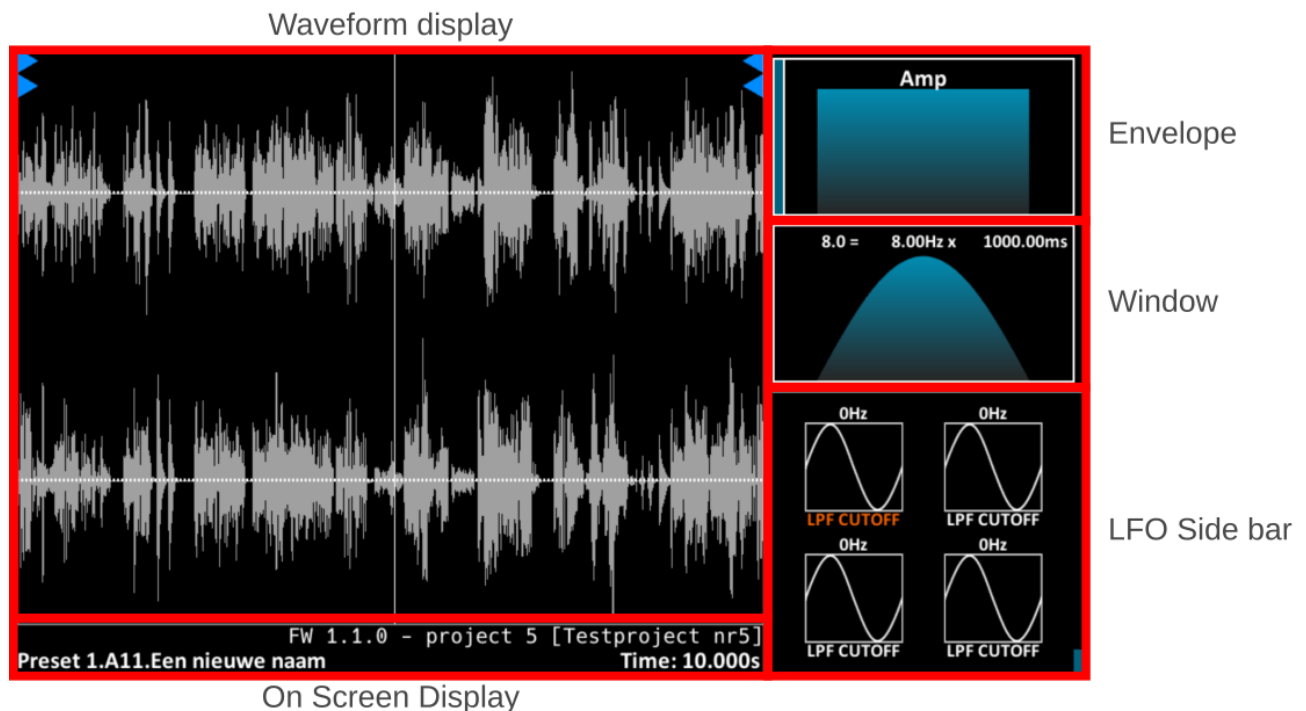 Waveform display
Amp
Envelope
8.0 = 8.00Hz x 1000.00ms
Window
0Hz 0Hz
LPF CUTOFF LPF CUTOFF
LFO Side bar
0Hz 0Hz
LPF CUTOFF LPF CUTOFF
FW 1.1.0 – project 5 [Testproject nr5]
Preset 1.A11.Een nieuwe naam Time: 10.000s
On Screen Display